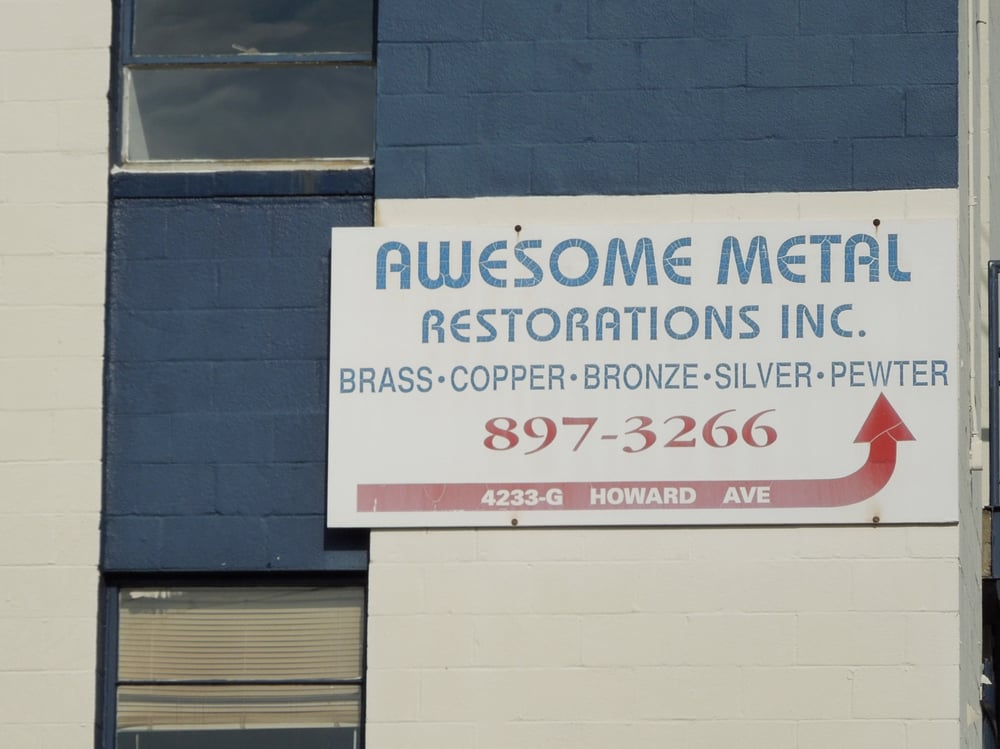 AWESOME METAL
RESTORATIONS INC.
BRASS•COPPER•BRONZE•SILVER•PEWTER
897-3266
4233-G HOWARD AVE